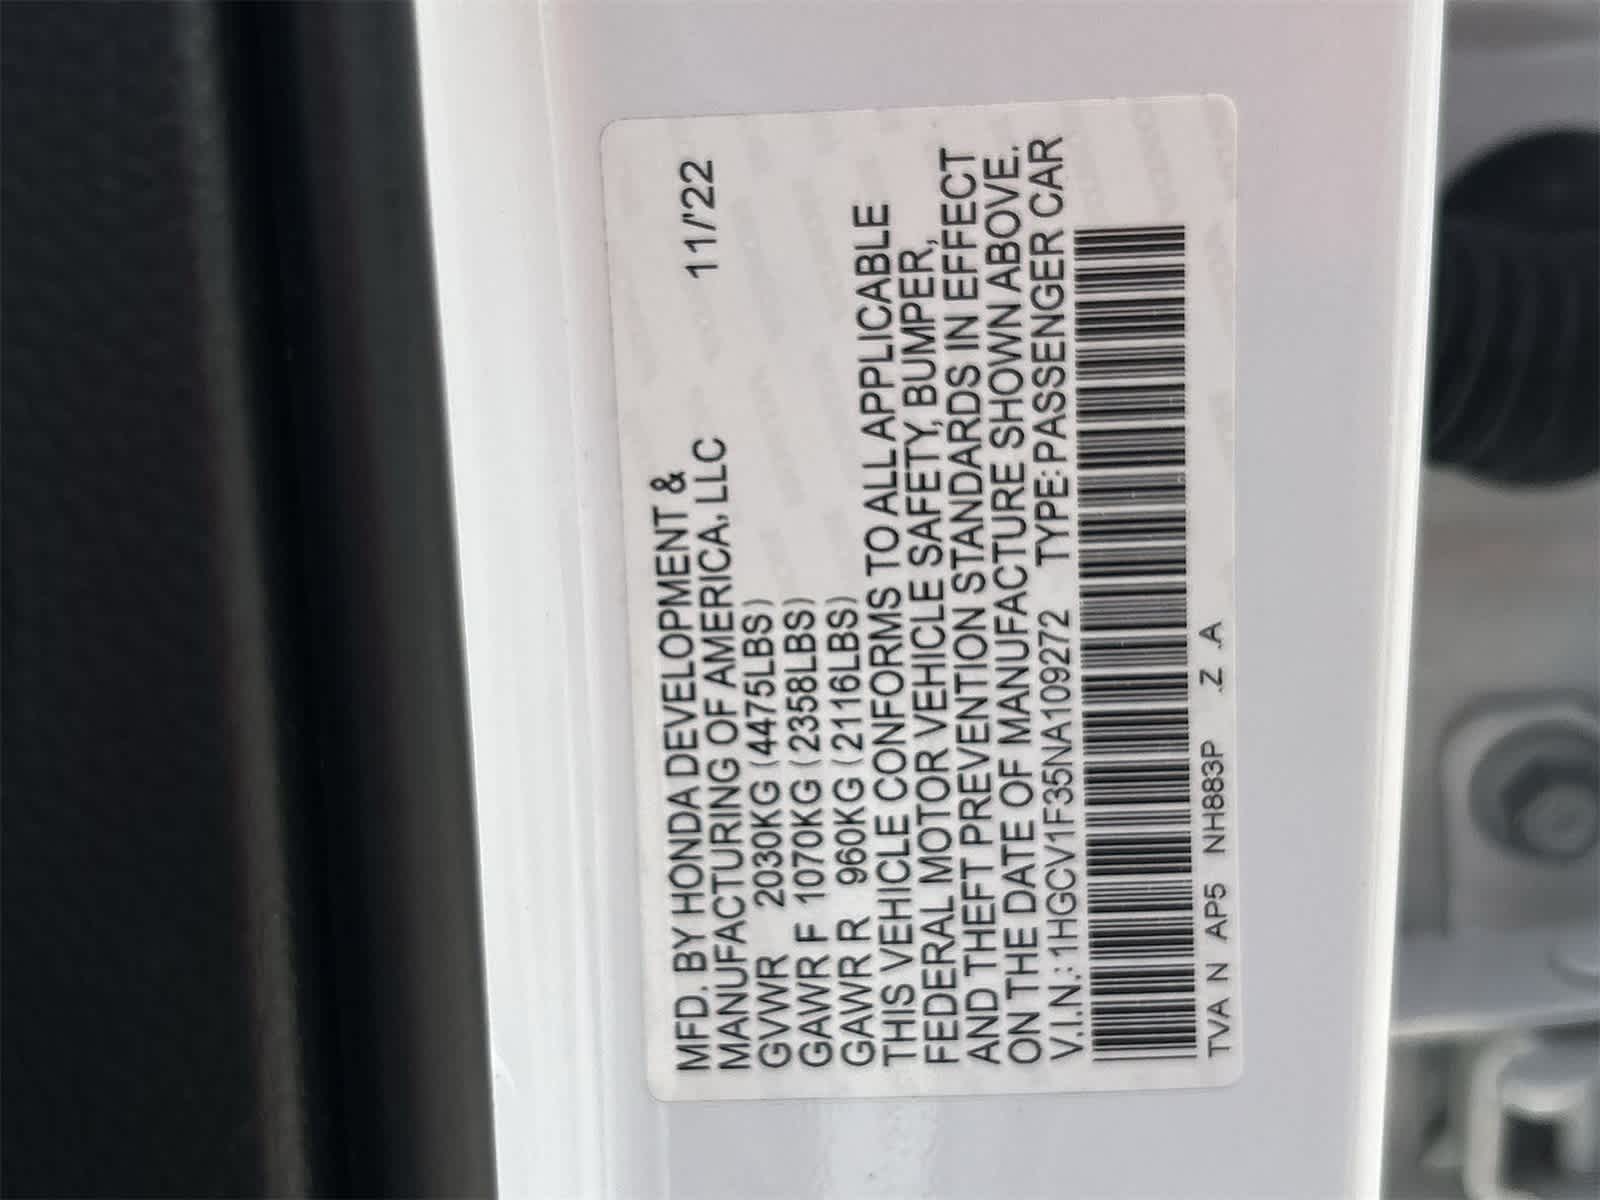 MFD. BY HONDA DEVELOPMENT &
MANUFACTURING OF AMERICA, LLC 11/'22
GVWR 2030KG (4475LBS)
GAWR F 1070KG (2358LBS)
GAWR R 960KG (2116LBS)
THIS VEHICLE CONFORMS TO ALL APPLICABLE
FEDERAL MOTOR VEHICLE SAFETY, BUMPER,
AND THEFT PREVENTION STANDARDS IN EFFECT
ON THE DATE OF MANUFACTURE SHOWN ABOVE.
V.I.N.: 1HGCV1F35NA109272 TYPE: PASSENGER CAR
TVA N AP5 NH883P .Z .A